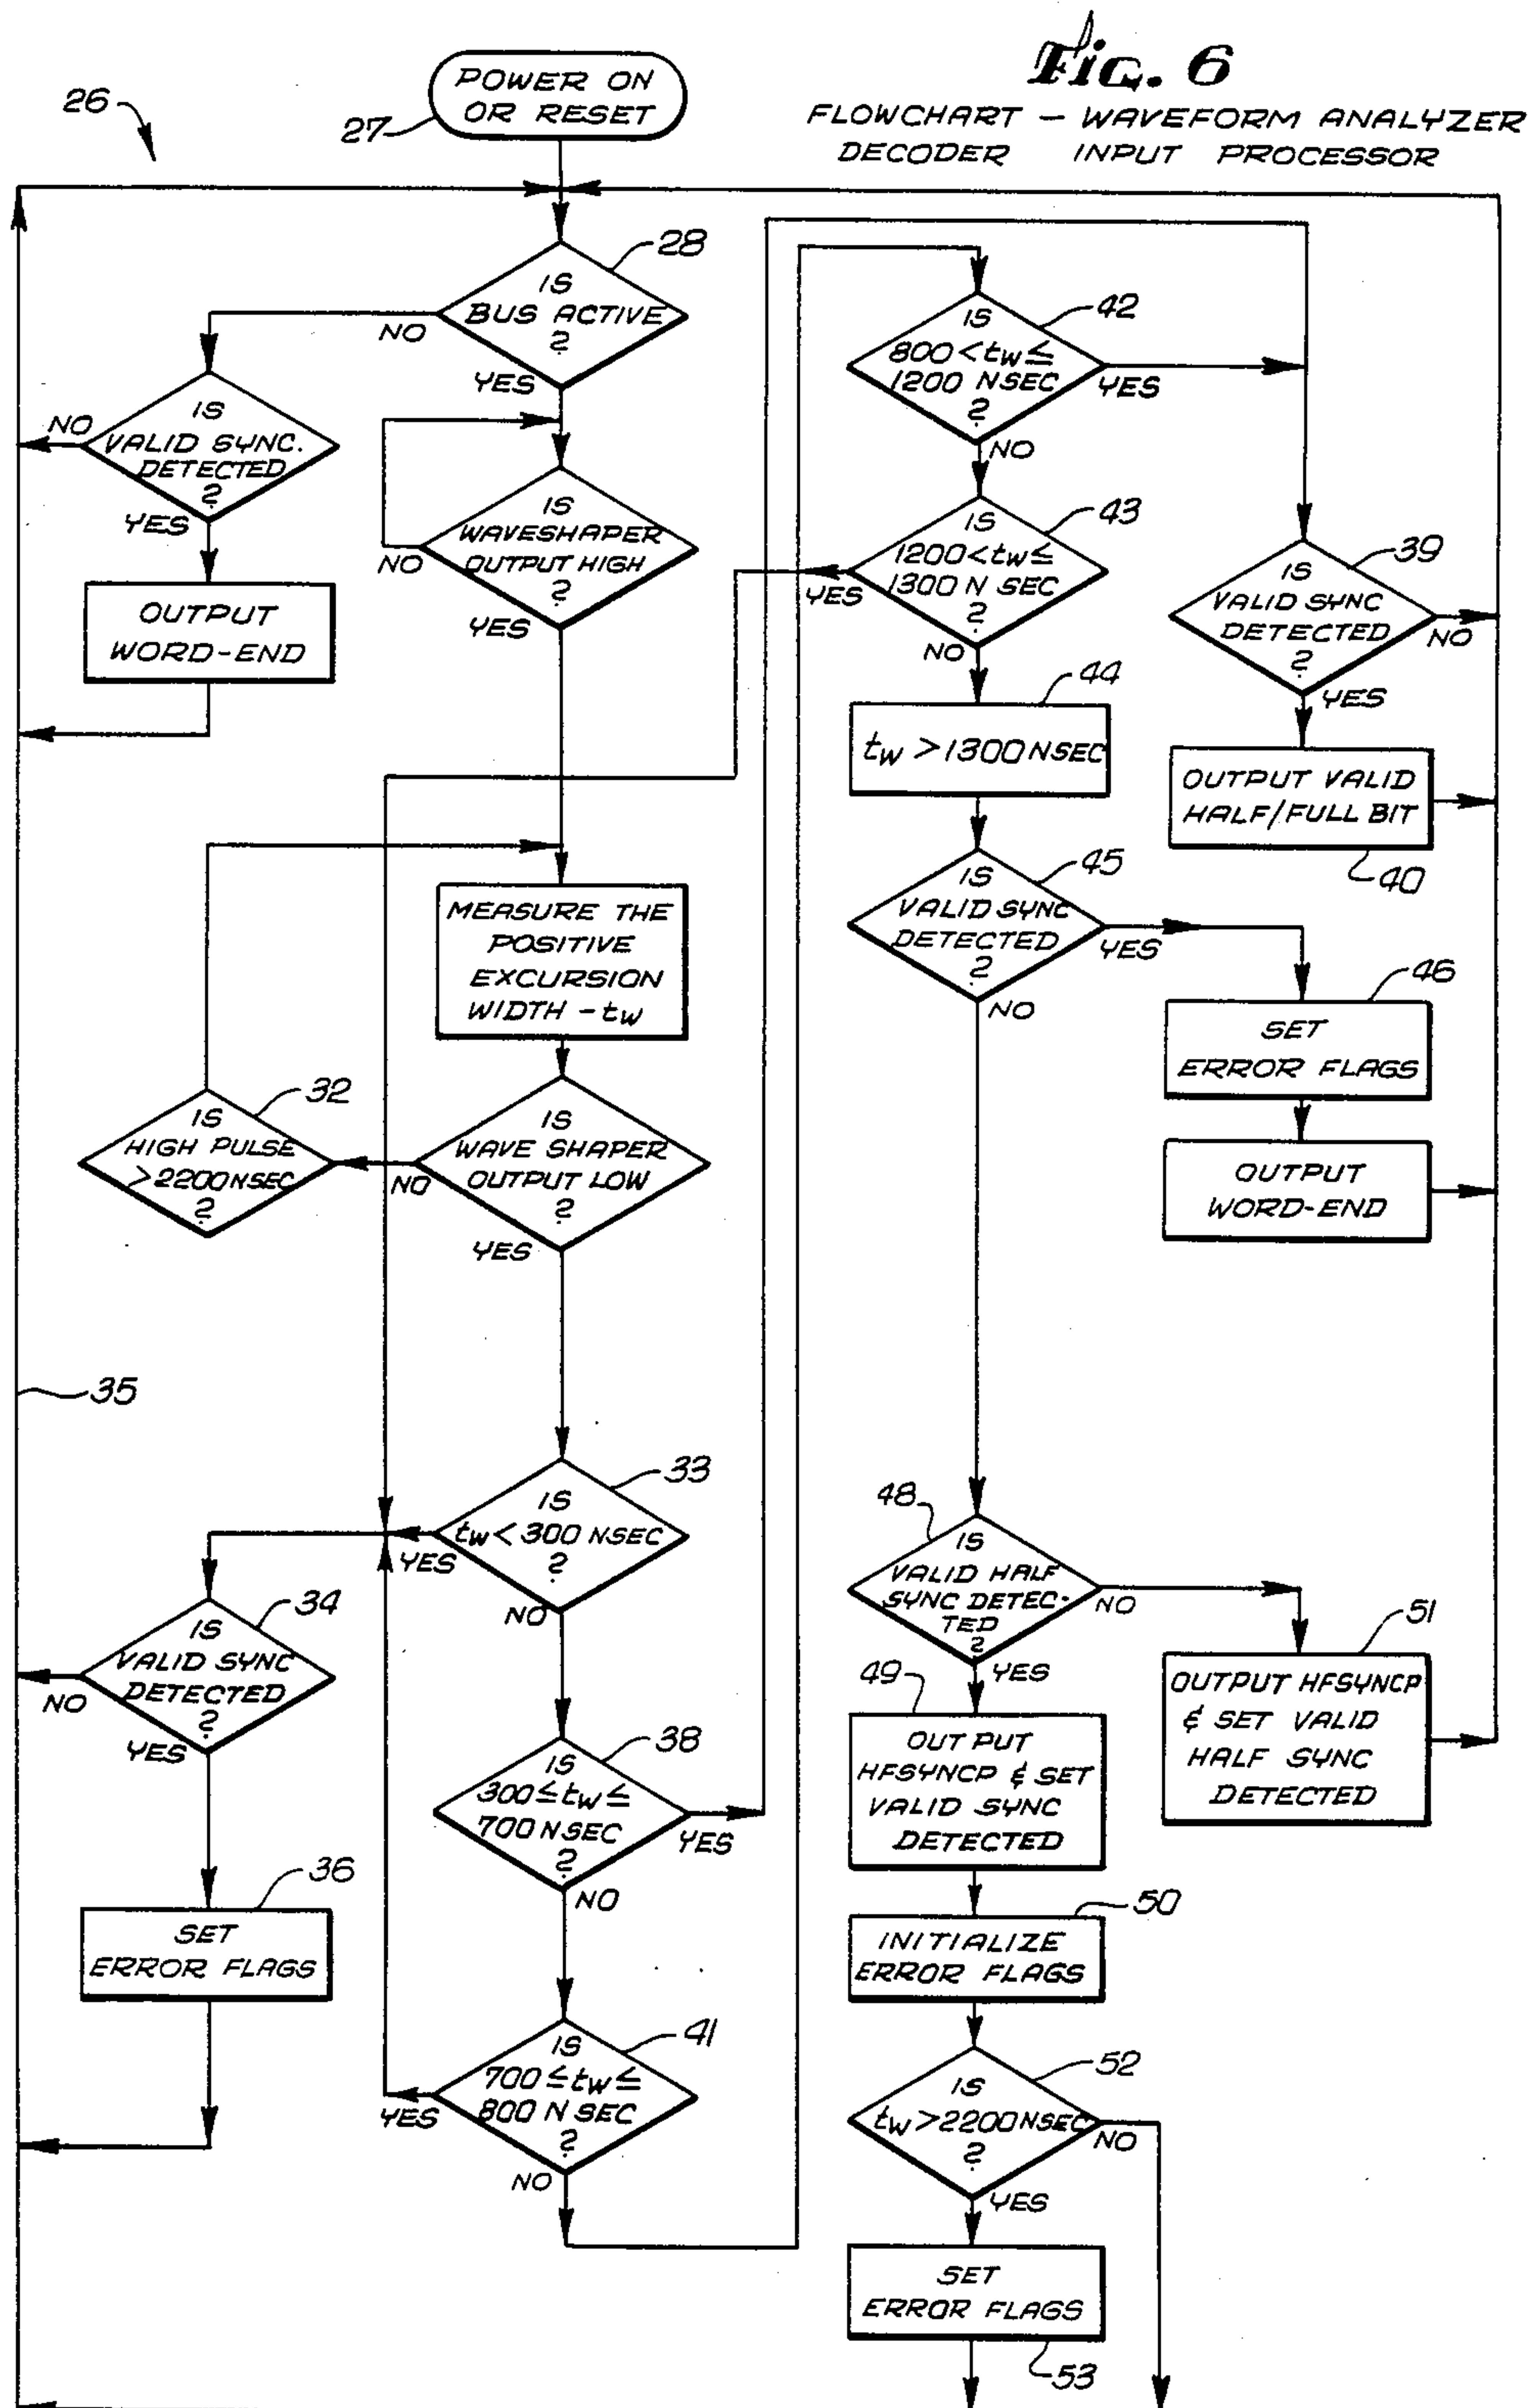 Fig. 6
FLOWCHART — WAVEFORM ANALYZER
DECODER INPUT PROCESSOR
26
POWER ON
OR RESET
27
IS
BUS ACTIVE
?
28
NO
YES
IS
VALID SYNC.
DETECTED
?
NO
YES
OUTPUT
WORD-END
IS
WAVESHAPER
OUTPUT HIGH
?
NO
YES
MEASURE THE
POSITIVE
EXCURSION
WIDTH - tw
IS
WAVE SHAPER
OUTPUT LOW
?
NO
YES
IS
HIGH PULSE
>2200NSEC
?
32
35
IS
tw < 300 NSEC
?
33
YES
NO
IS
VALID SYNC
DETECTED
?
34
NO
YES
SET
ERROR FLAGS
36
IS
300 ≤ tw ≤
700 NSEC
?
38
YES
NO
IS
700 ≤ tw ≤
800 N SEC
?
41
YES
NO
IS
800 < tw ≤
1200 NSEC
?
42
YES
NO
IS
1200 < tw ≤
1300 N SEC
?
43
YES
NO
44
tw > 1300 NSEC
IS
VALID SYNC
DETECTED
?
39
NO
YES
OUTPUT VALID
HALF/FULL BIT
40
IS
VALID SYNC
DETECTED
?
45
YES
NO
46
SET
ERROR FLAGS
OUTPUT
WORD-END
48
IS
VALID HALF
SYNC DETEC-
TED
?
NO
YES
51
OUTPUT HFSYNCP
& SET VALID
HALF SYNC
DETECTED
49
OUTPUT
HFSYNCP & SET
VALID SYNC
DETECTED
50
INITIALIZE
ERROR FLAGS
IS
tw > 2200 NSEC
?
52
NO
YES
SET
ERROR FLAGS
53